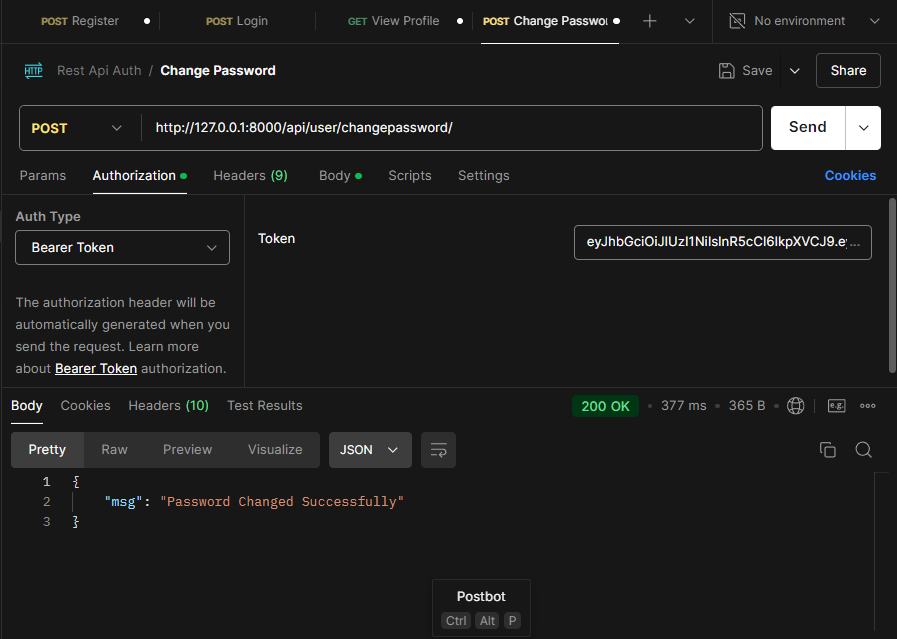 POST Register POST Login GET View Profile POST Change Passwor No environment
HTTP Rest Api Auth / Change Password Save Share
POST http://127.0.0.1:8000/api/user/changepassword/ Send
Params Authorization Headers (9) Body Scripts Settings Cookies
Auth Type
Bearer Token
Token eyJhbGciOiJIUzI1NiIsInR5cCI6IkpXVCJ9.ey...
The authorization header will be
automatically generated when you
send the request. Learn more
about Bearer Token authorization.
Body Cookies Headers (10) Test Results 200 OK • 377 ms • 365 B • e.g.
Pretty Raw Preview Visualize JSON
1 {
2 "msg": "Password Changed Successfully"
3 }
Postbot
Ctrl Alt P